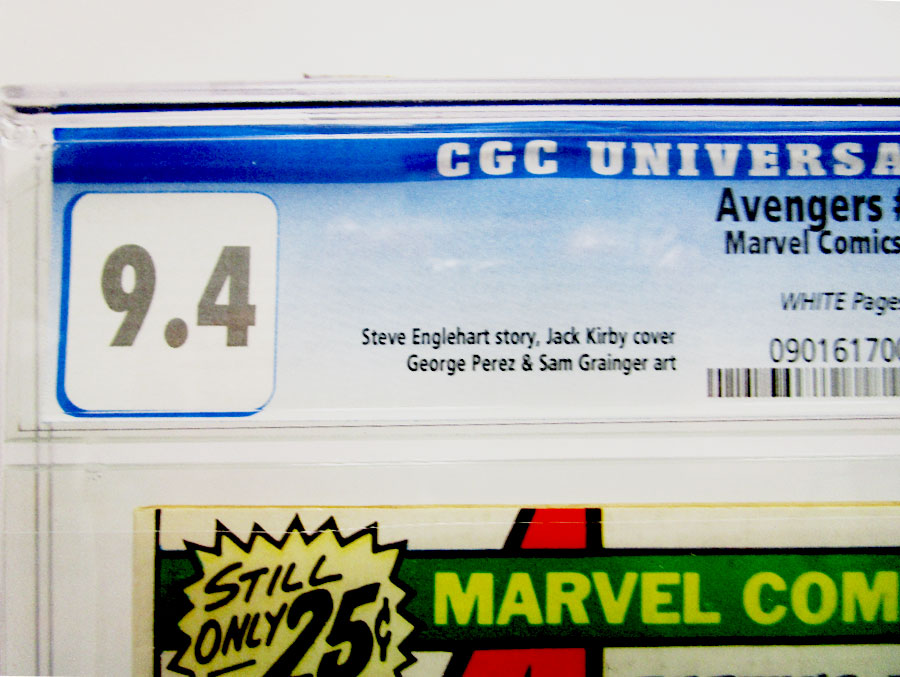 CGC UNIVERSA
Avengers #
Marvel Comics
9.4
WHITE Pages
Steve Englehart story, Jack Kirby cover
George Perez & Sam Grainger art
090161700
STILL
ONLY 25¢
MARVEL COM